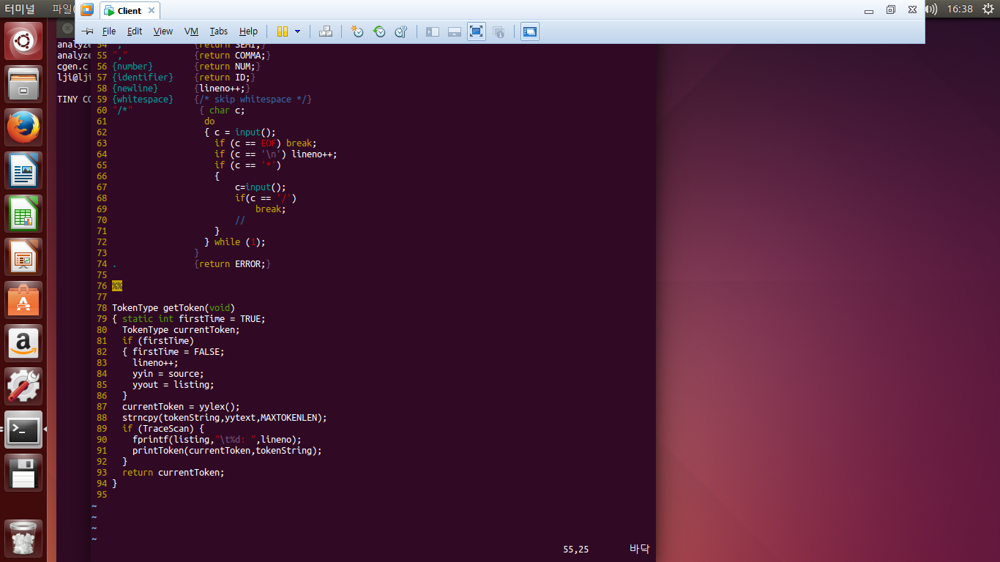 터미널 파일( Client 16:38
File Edit View VM Tabs Help
analyze 54 ";" {return SEMI;}
analyze 55 "," {return COMMA;}
cgen.c 56 {number} {return NUM;}
lji@lji 57 {identifier} {return ID;}
58 {newline} {lineno++;}
TINY CO 59 {whitespace} {/* skip whitespace */}
60 "/*" { char c;
61 do
62 { c = input();
63 if (c == EOF) break;
64 if (c == '\n') lineno++;
65 if (c == '*')
66 {
67 c=input();
68 if(c == '/')
69 break;
70 //
71 }
72 } while (1);
73 }
74 . {return ERROR;}
75
76 %%
77
78 TokenType getToken(void)
79 { static int firstTime = TRUE;
80 TokenType currentToken;
81 if (firstTime)
82 { firstTime = FALSE;
83 lineno++;
84 yyin = source;
85 yyout = listing;
86 }
87 currentToken = yylex();
88 strncpy(tokenString,yytext,MAXTOKENLEN);
89 if (TraceScan) {
90 fprintf(listing,"\t%d: ",lineno);
91 printToken(currentToken,tokenString);
92 }
93 return currentToken;
94 }
95
~
~
~
~
55,25 바닥